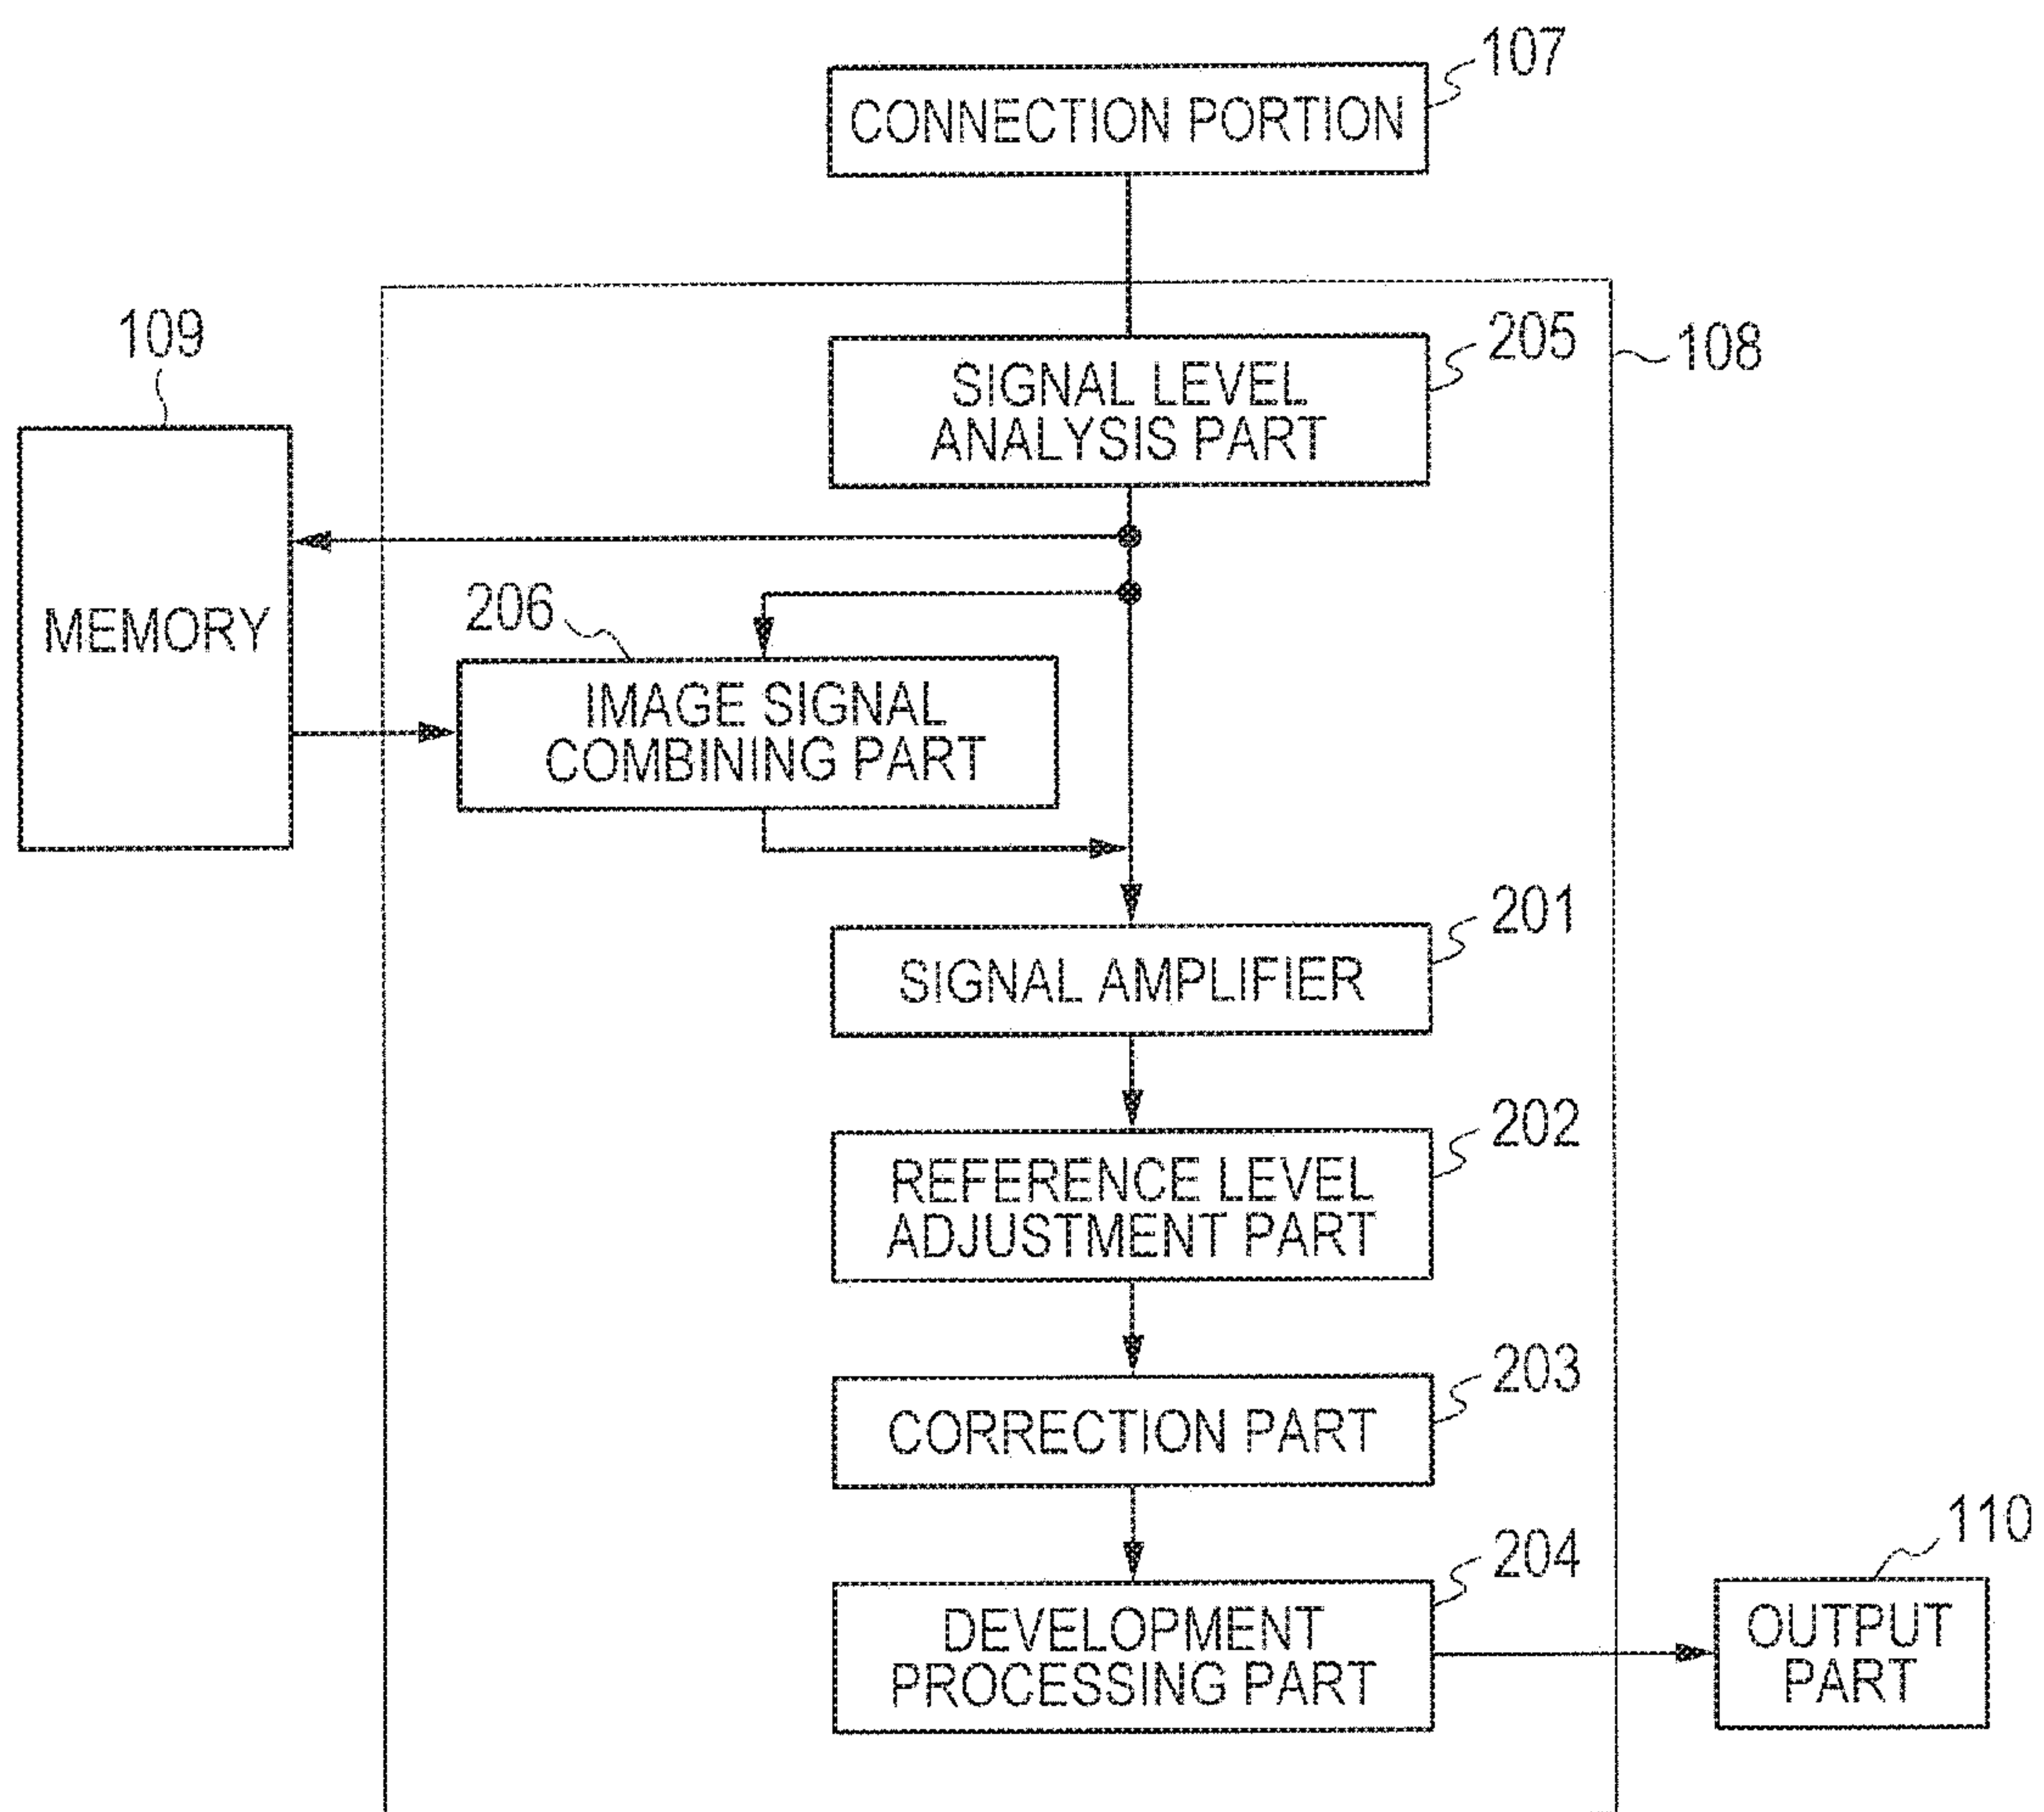 107
CONNECTION PORTION
109
205
108
SIGNAL LEVEL
ANALYSIS PART
206
MEMORY
IMAGE SIGNAL
COMBINING PART
201
SIGNAL AMPLIFIER
202
REFERENCE LEVEL
ADJUSTMENT PART
203
CORRECTION PART
204
110
DEVELOPMENT
PROCESSING PART
OUTPUT
PART